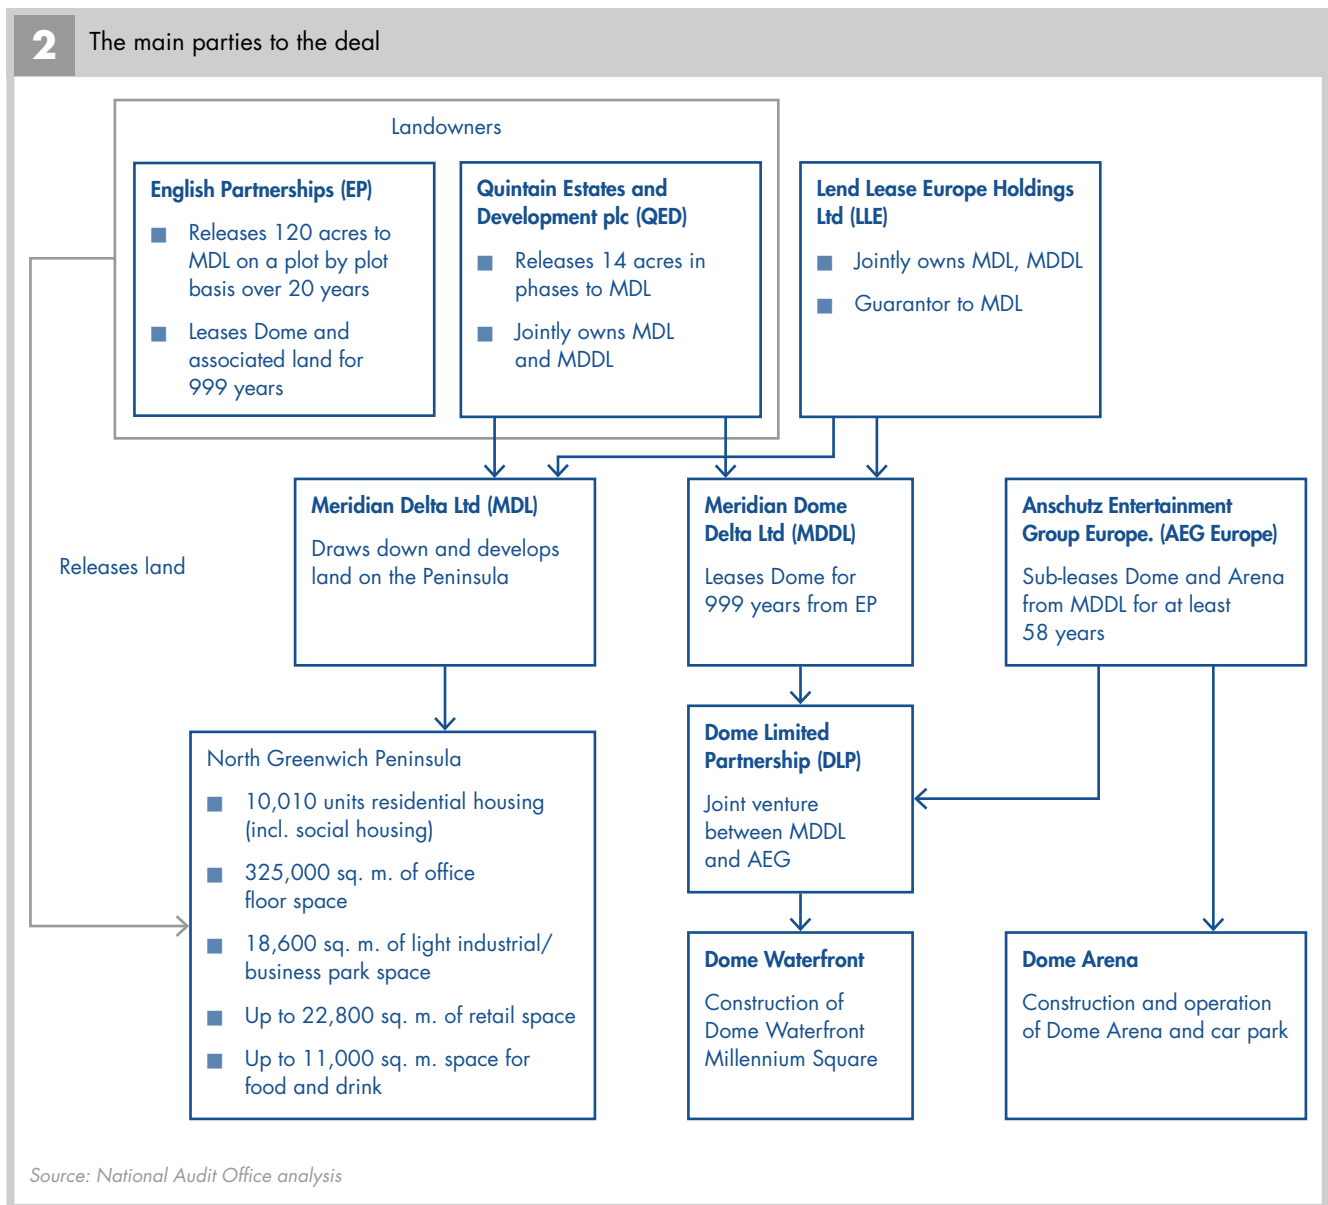 2
The main parties to the deal
Landowners
English Partnerships (EP)
Releases 120 acres to
MDL on a plot by plot
basis over 20 years
Leases Dome and
associated land for
999 years
Quintain Estates and
Development plc (QED)
Releases 14 acres in
phases to MDL
Jointly owns MDL
and MDDL
Lend Lease Europe Holdings
Ltd (LLE)
Jointly owns MDL, MDDL
Guarantor to MDL
Releases land
Meridian Delta Ltd (MDL)
Draws down and develops
land on the Peninsula
Meridian Dome
Delta Ltd (MDDL)
Leases Dome for
999 years from EP
Anschutz Entertainment
Group Europe. (AEG Europe)
Sub-leases Dome and Arena
from MDDL for at least
58 years
North Greenwich Peninsula
10,010 units residential housing
(incl. social housing)
325,000 sq. m. of office
floor space
18,600 sq. m. of light industrial/
business park space
Up to 22,800 sq. m. of retail space
Up to 11,000 sq. m. space for
food and drink
Dome Limited
Partnership (DLP)
Joint venture
between MDDL
and AEG
Dome Waterfront
Construction of
Dome Waterfront
Millennium Square
Dome Arena
Construction and operation
of Dome Arena and car park
Source: National Audit Office analysis